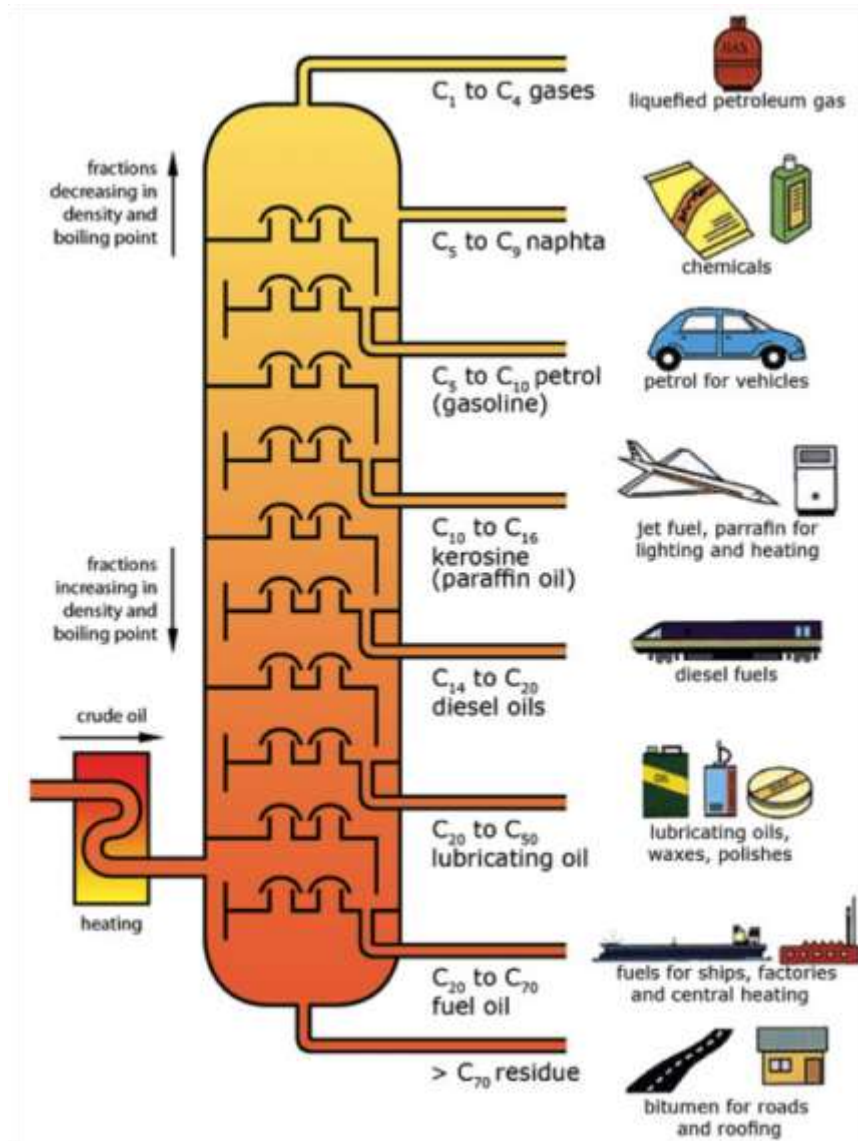 C₁ to C₄ gases
GAS
liquefied petroleum gas
fractions
decreasing in
density and
boiling point
C₅ to C₉ naphta
chemicals
C₅ to C₁₀ petrol
(gasoline)
petrol for vehicles
C₁₀ to C₁₆
kerosine
(paraffin oil)
jet fuel, parrafin for
lighting and heating
fractions
increasing in
density and
boiling point
C₁₄ to C₂₀
diesel oils
diesel fuels
crude oil
heating
C₂₀ to C₅₀
lubricating oil
OIL
lubricating oils,
waxes, polishes
C₂₀ to C₇₀
fuel oil
fuels for ships, factories
and central heating
> C₇₀ residue
bitumen for roads
and roofing